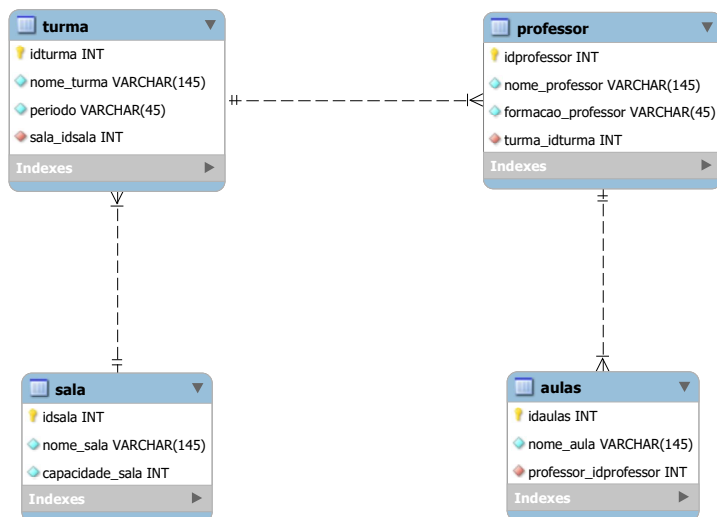 turma
idturma INT
nome_turma VARCHAR(145)
periodo VARCHAR(45)
sala_idsala INT
Indexes
professor
idprofessor INT
nome_professor VARCHAR(145)
formacao_professor VARCHAR(45)
turma_idturma INT
Indexes
sala
idsala INT
nome_sala VARCHAR(145)
capacidade_sala INT
Indexes
aulas
idaulas INT
nome_aula VARCHAR(145)
professor_idprofessor INT
Indexes